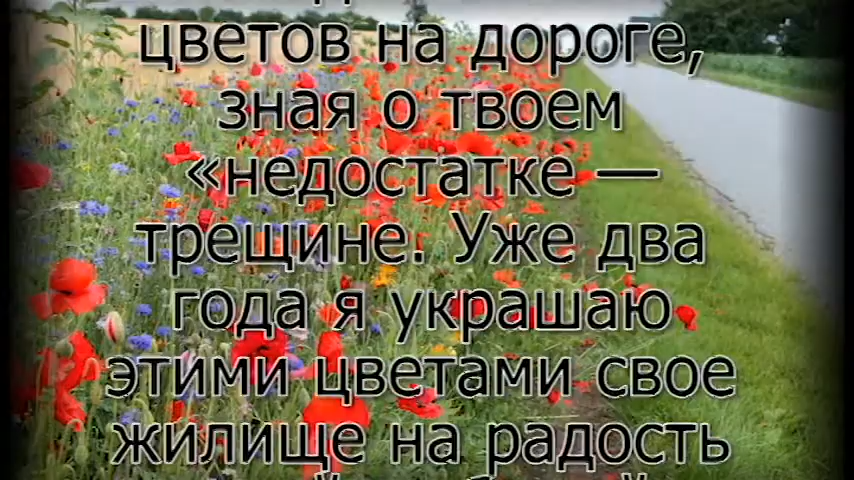 цветов на дороге,
зная о твоем
«недостатке —
трещине. Уже два
года я украшаю
этими цветами свое
жилище на радость